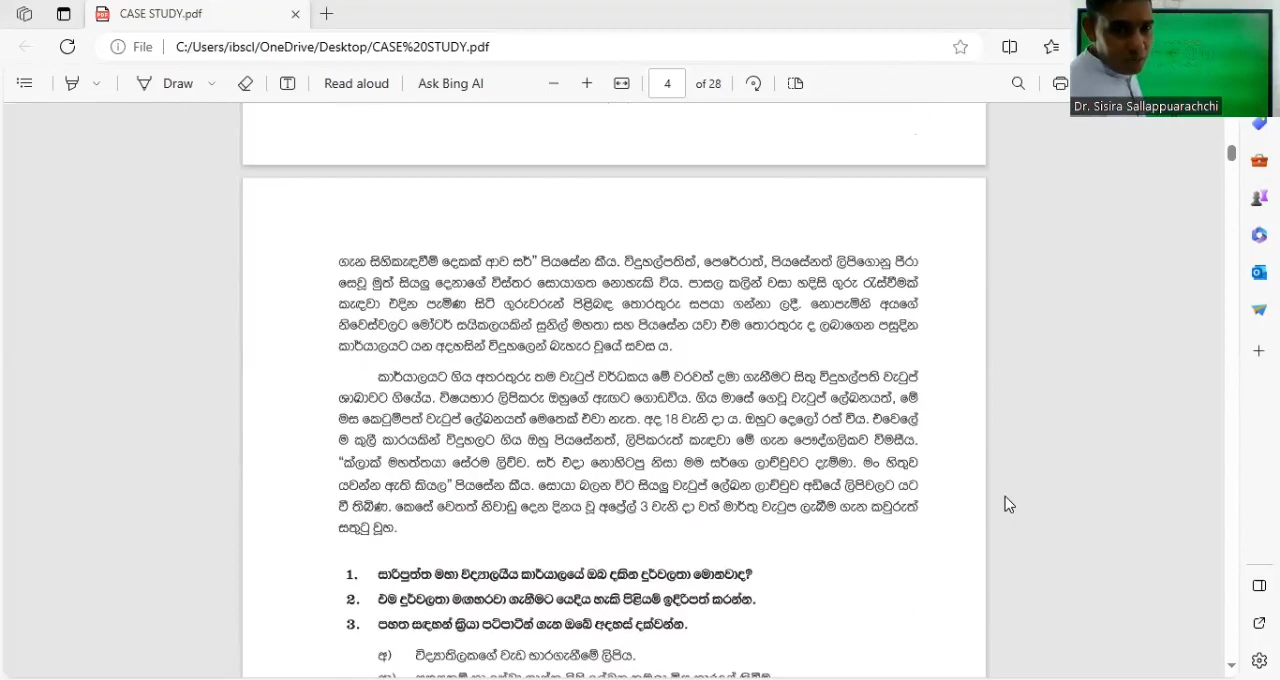 CASE STUDY.pdf
File C:/Users/ibscl/OneDrive/Desktop/CASE%20STUDY.pdf
Draw Read aloud Ask Bing AI 4 of 28
Dr. Sisira Sallappuarachchi
ගැන සිහිකැඳවීම් දෙකක් ආව සර්” පියසේන කීය. විදුහල්පතිත්, පෙරේරාත්, පියසේනත් ලිපිගොනු පීරා
සෙවූ මුත් සියලු දෙනාගේ විස්තර සොයාගත නොහැකි විය. පාසල කලින් වසා හදිසි ගුරු රැස්වීමක්
කැඳවා එදින පැමිණ සිටි ගුරුවරුන් පිළිබඳ තොරතුරු සපයා ගන්නා ලදී. නොපැමිනි අයගේ
නිවෙස්වලට මෝටර් සයිකලයකින් සුනිල් මහතා සහ පියසේන යවා එම තොරතුරු ද ලබාගෙන පසුදින
කාර්යාලයට යන අදහසින් විදුහලෙන් බැහැර වූයේ සවස ය.
කාර්යාලයට ගිය අතරතුරු තම වැටුප් වර්ධකය මේ වරවත් දමා ගැනීමට සිතූ විදුහල්පති වැටුප්
ශාඛාවට ගියේය. විෂයභාර ලිපිකරු ඔහුගේ ඇඟට ගොඩවිය. ගිය මාසේ ගෙවූ වැටුප් ලේඛනයත්, මේ
මස කෙටුම්පත් වැටුප් ලේඛනයත් මෙතෙක් එවා නැත. අද 18 වැනි දා ය. ඔහුට දෙලෝ රත් විය. එවෙලේ
ම කුලී කාරයකින් විදුහලට ගිය ඔහු පියසේනත්, ලිපිකරුත් කැඳවා මේ ගැන පෞද්ගලිකව විමසීය.
“ක්ලාක් මහත්තයා සේරම ලිව්ව. සර් එදා නොහිටපු නිසා මම සර්ගෙ ලාච්චුවට දැම්මා. මං හිතුව
යවන්න ඇති කියල” පියසේන කීය. සොයා බලන විට සියලු වැටුප් ලේඛන ලාච්චුව අඩියේ ලිපිවලට යට
වී තිබිණ. කෙසේ වෙතත් නිවාඩු දෙන දිනය වූ අප්‍රේල් 3 වැනි දා වත් මාර්තු වැටුප ලැබීම ගැන කවුරුත්
සතුටු වූහ.
1. සාරිපුත්ත මහා විද්‍යාලයීය කාර්යාලයේ ඔබ දකින දුර්වලතා මොනවාද?
2. එම දුර්වලතා මඟහරවා ගැනීමට යෙදිය හැකි පිළියම් ඉදිරිපත් කරන්න.
3. පහත සඳහන් ක්‍රියා පටිපාටීන් ගැන ඔබේ අදහස් දක්වන්න.
අ) විද්‍යාතිලකගේ වැඩ භාරගැනීමේ ලිපිය.